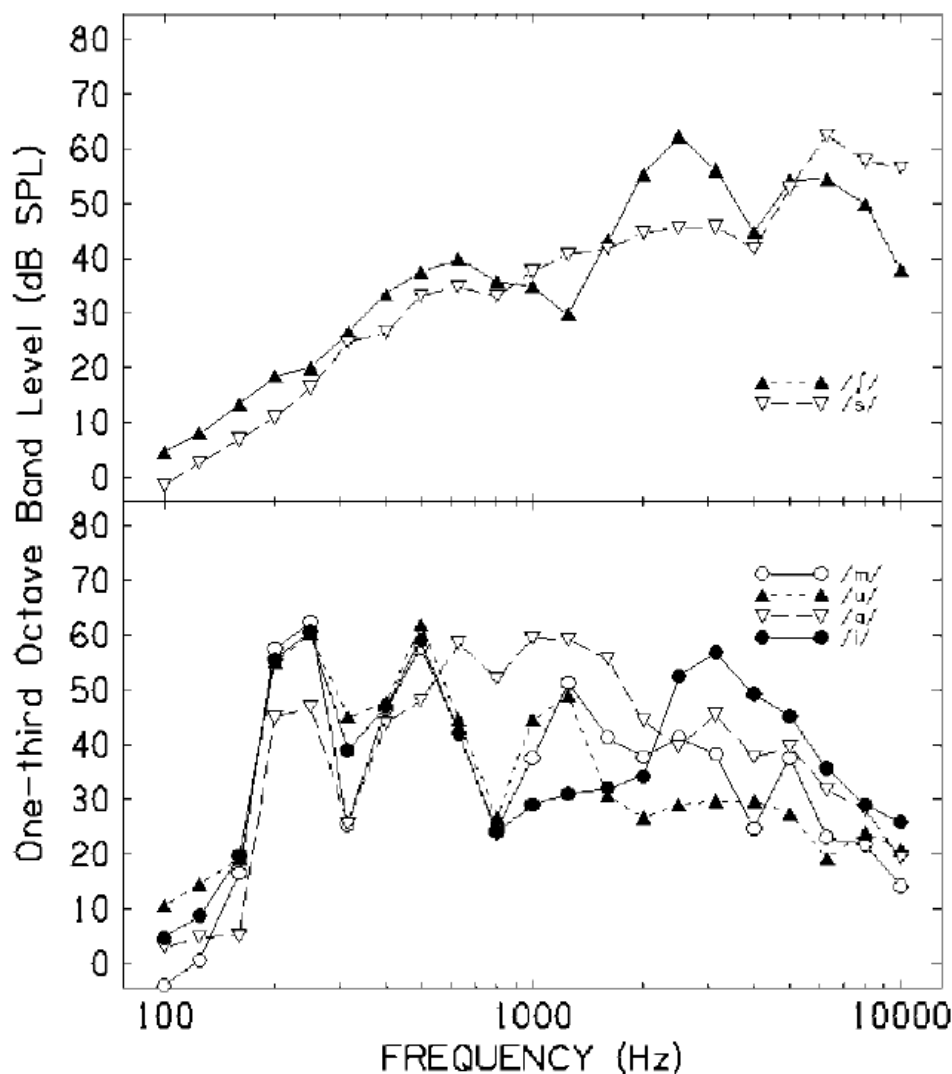 One-third Octave Band Level (dB SPL)
80
70
60
50
40
30
20
10
0
/ʃ/
/s/
80
70
60
50
40
30
20
10
0
/m/
/u/
/a/
/i/
100 1000 10000
FREQUENCY (Hz)